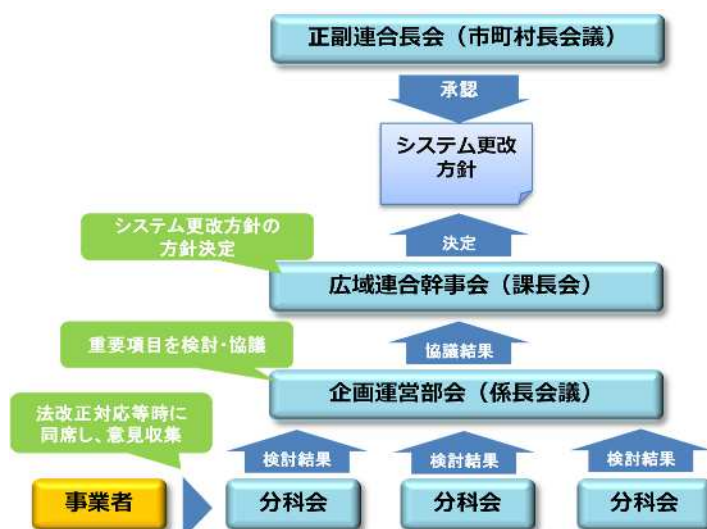 正副連合長会（市町村長会議）
承認
システム更改
方針
システム更改方針の
方針決定
決定
広域連合幹事会（課長会）
重要項目を検討・協議
協議結果
企画運営部会（係長会議）
法改正対応等時に
同席し、意見収集
検討結果
検討結果
検討結果
事業者
分科会
分科会
分科会